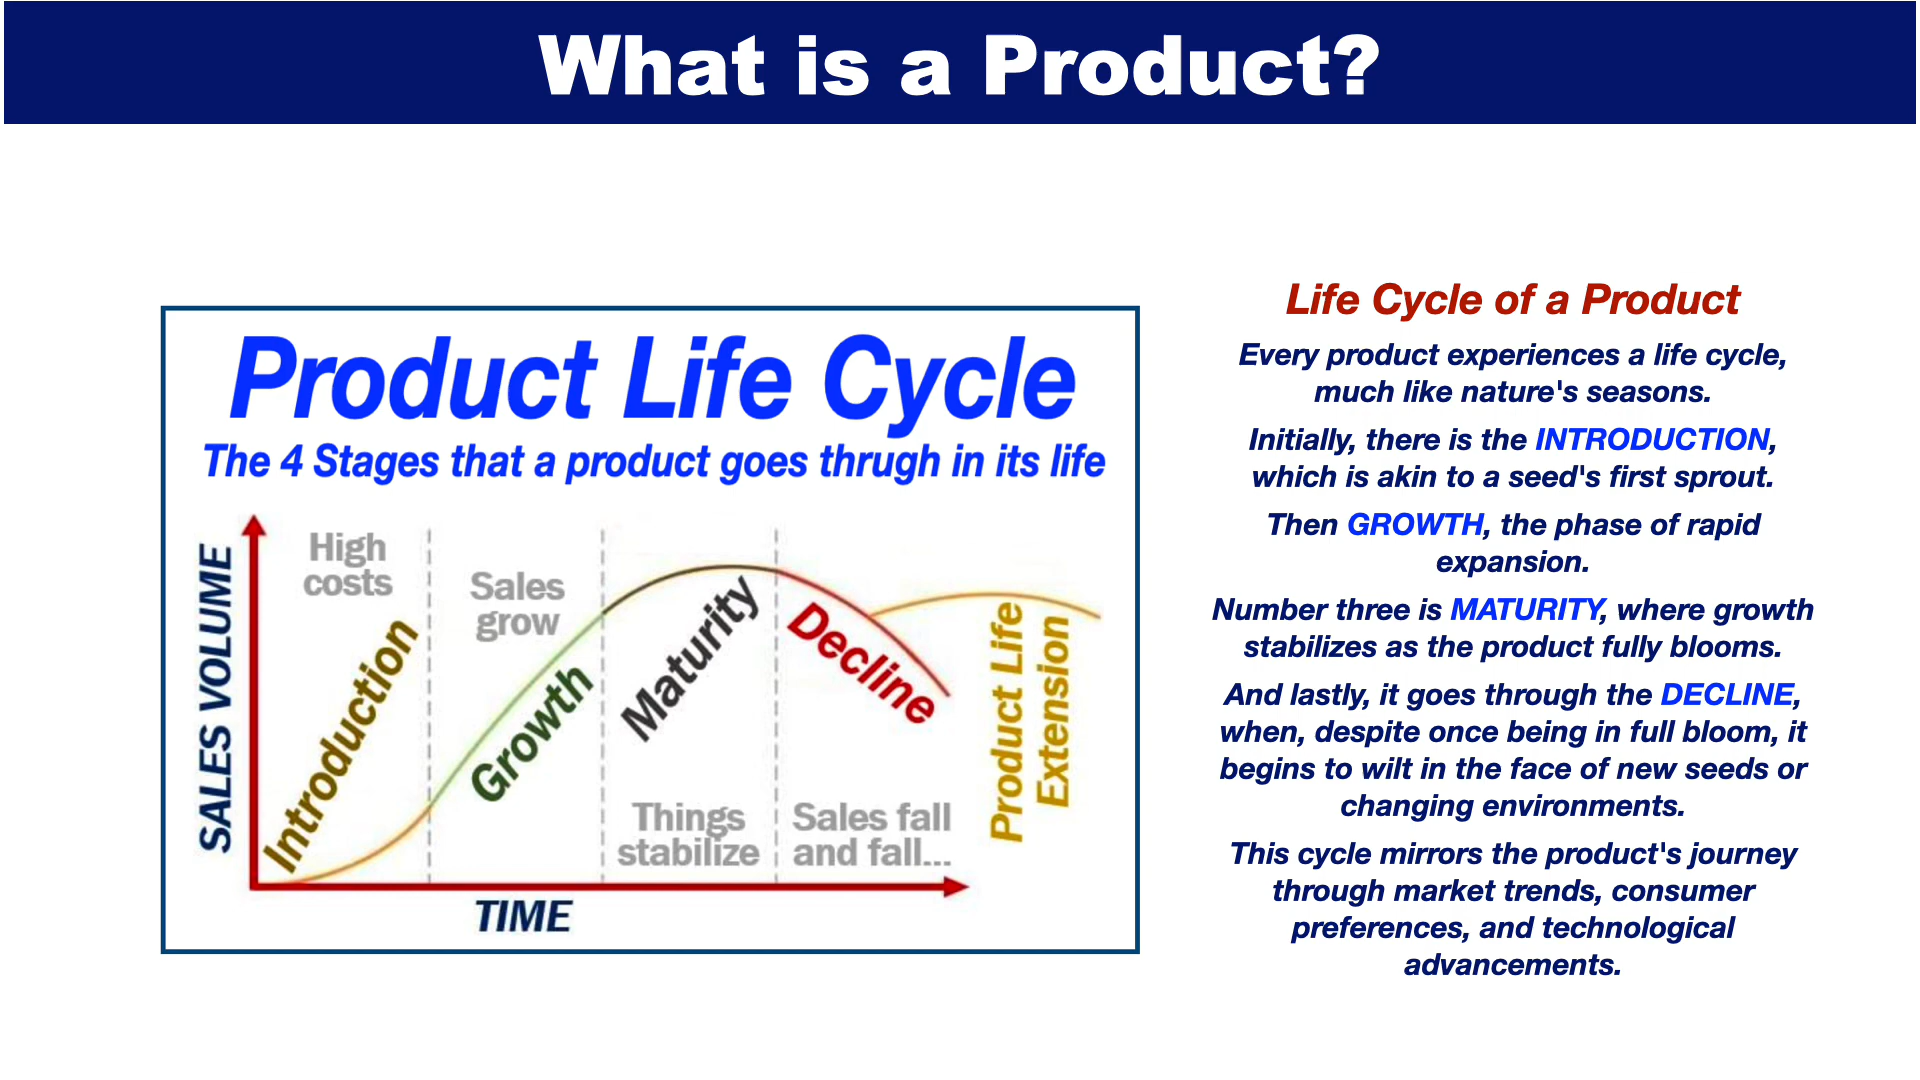 What is a Product?
Product Life Cycle
The 4 Stages that a product goes thrugh in its life
SALES VOLUME
High
costs
Introduction
Sales
grow
Growth
Maturity
Things
stabilize
Decline
Sales fall
and fall...
Product Life
Extension
TIME
Life Cycle of a Product
Every product experiences a life cycle,
much like nature's seasons.
Initially, there is the INTRODUCTION,
which is akin to a seed's first sprout.
Then GROWTH, the phase of rapid
expansion.
Number three is MATURITY, where growth
stabilizes as the product fully blooms.
And lastly, it goes through the DECLINE,
when, despite once being in full bloom, it
begins to wilt in the face of new seeds or
changing environments.
This cycle mirrors the product's journey
through market trends, consumer
preferences, and technological
advancements.